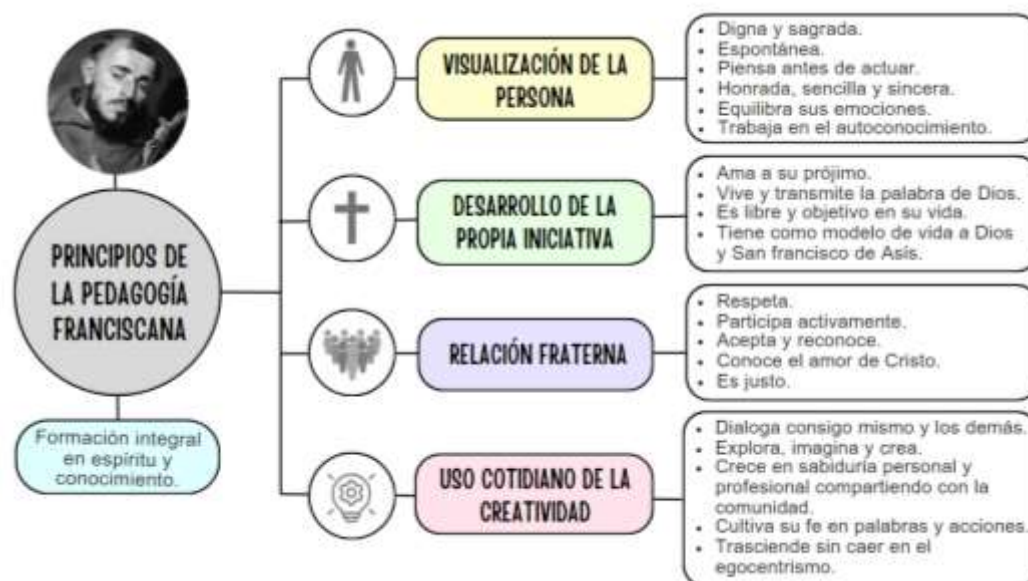 PRINCIPIOS DE
LA PEDAGOGÍA
FRANCISCANA
Formación integral
en espíritu y
conocimiento.
VISUALIZACIÓN DE LA
PERSONA
• Digna y sagrada.
• Espontánea.
• Piensa antes de actuar.
• Honrada, sencilla y sincera.
• Equilibra sus emociones.
• Trabaja en el autoconocimiento.
DESARROLLO DE LA
PROPIA INICIATIVA
• Ama a su prójimo.
• Vive y transmite la palabra de Dios.
• Es libre y objetivo en su vida.
• Tiene como modelo de vida a Dios
y San francisco de Asís.
RELACIÓN FRATERNA
• Respeta.
• Participa activamente.
• Acepta y reconoce.
• Conoce el amor de Cristo.
• Es justo.
USO COTIDIANO DE LA
CREATIVIDAD
• Dialoga consigo mismo y los demás.
• Explora, imagina y crea.
• Crece en sabiduría personal y
profesional compartiendo con la
comunidad.
• Cultiva su fe en palabras y acciones.
• Trasciende sin caer en el
egocentrismo.